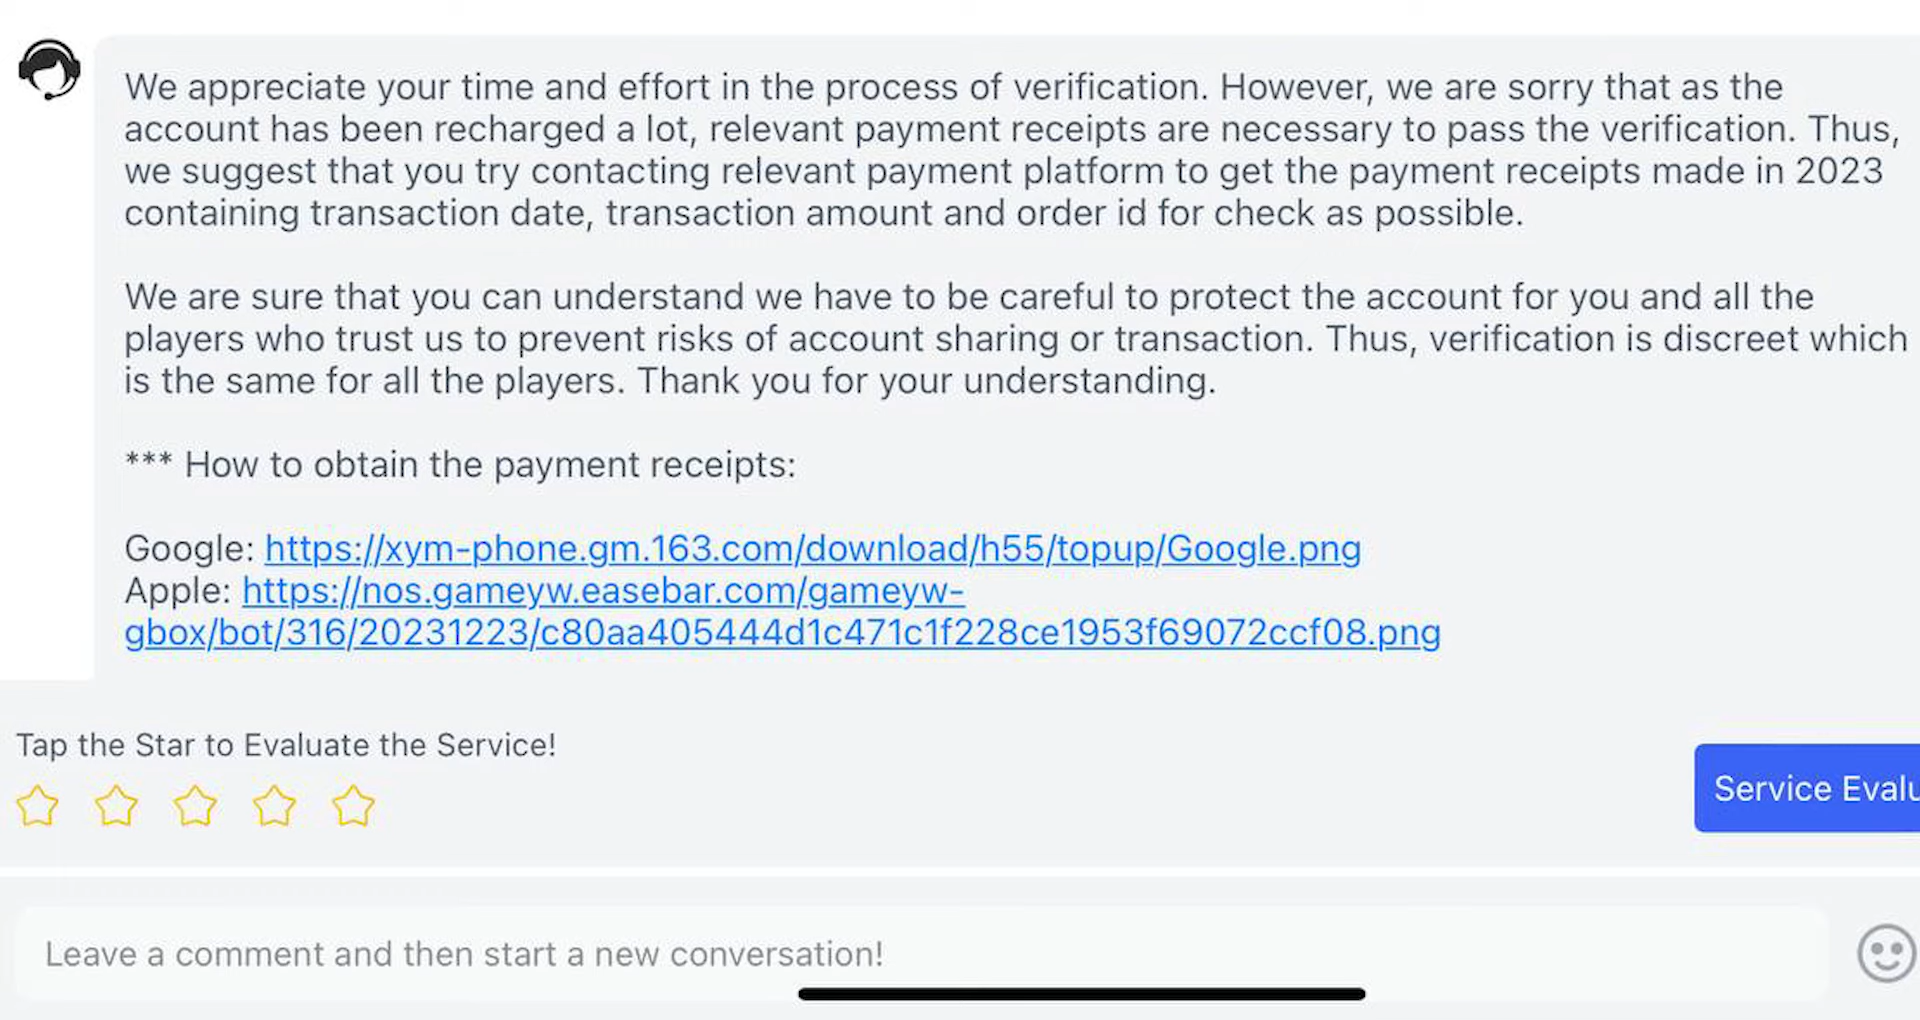 We appreciate your time and effort in the process of verification. However, we are sorry that as the
account has been recharged a lot, relevant payment receipts are necessary to pass the verification. Thus,
we suggest that you try contacting relevant payment platform to get the payment receipts made in 2023
containing transaction date, transaction amount and order id for check as possible.
We are sure that you can understand we have to be careful to protect the account for you and all the
players who trust us to prevent risks of account sharing or transaction. Thus, verification is discreet which
is the same for all the players. Thank you for your understanding.
*** How to obtain the payment receipts:
Google: https://xym-phone.gm.163.com/download/h55/topup/Google.png
Apple: https://nos.gameyw.easebar.com/gameyw-
gbox/bot/316/20231223/c80aa405444d1c471c1f228ce1953f69072ccf08.png
Tap the Star to Evaluate the Service!
Service Evalu
Leave a comment and then start a new conversation!